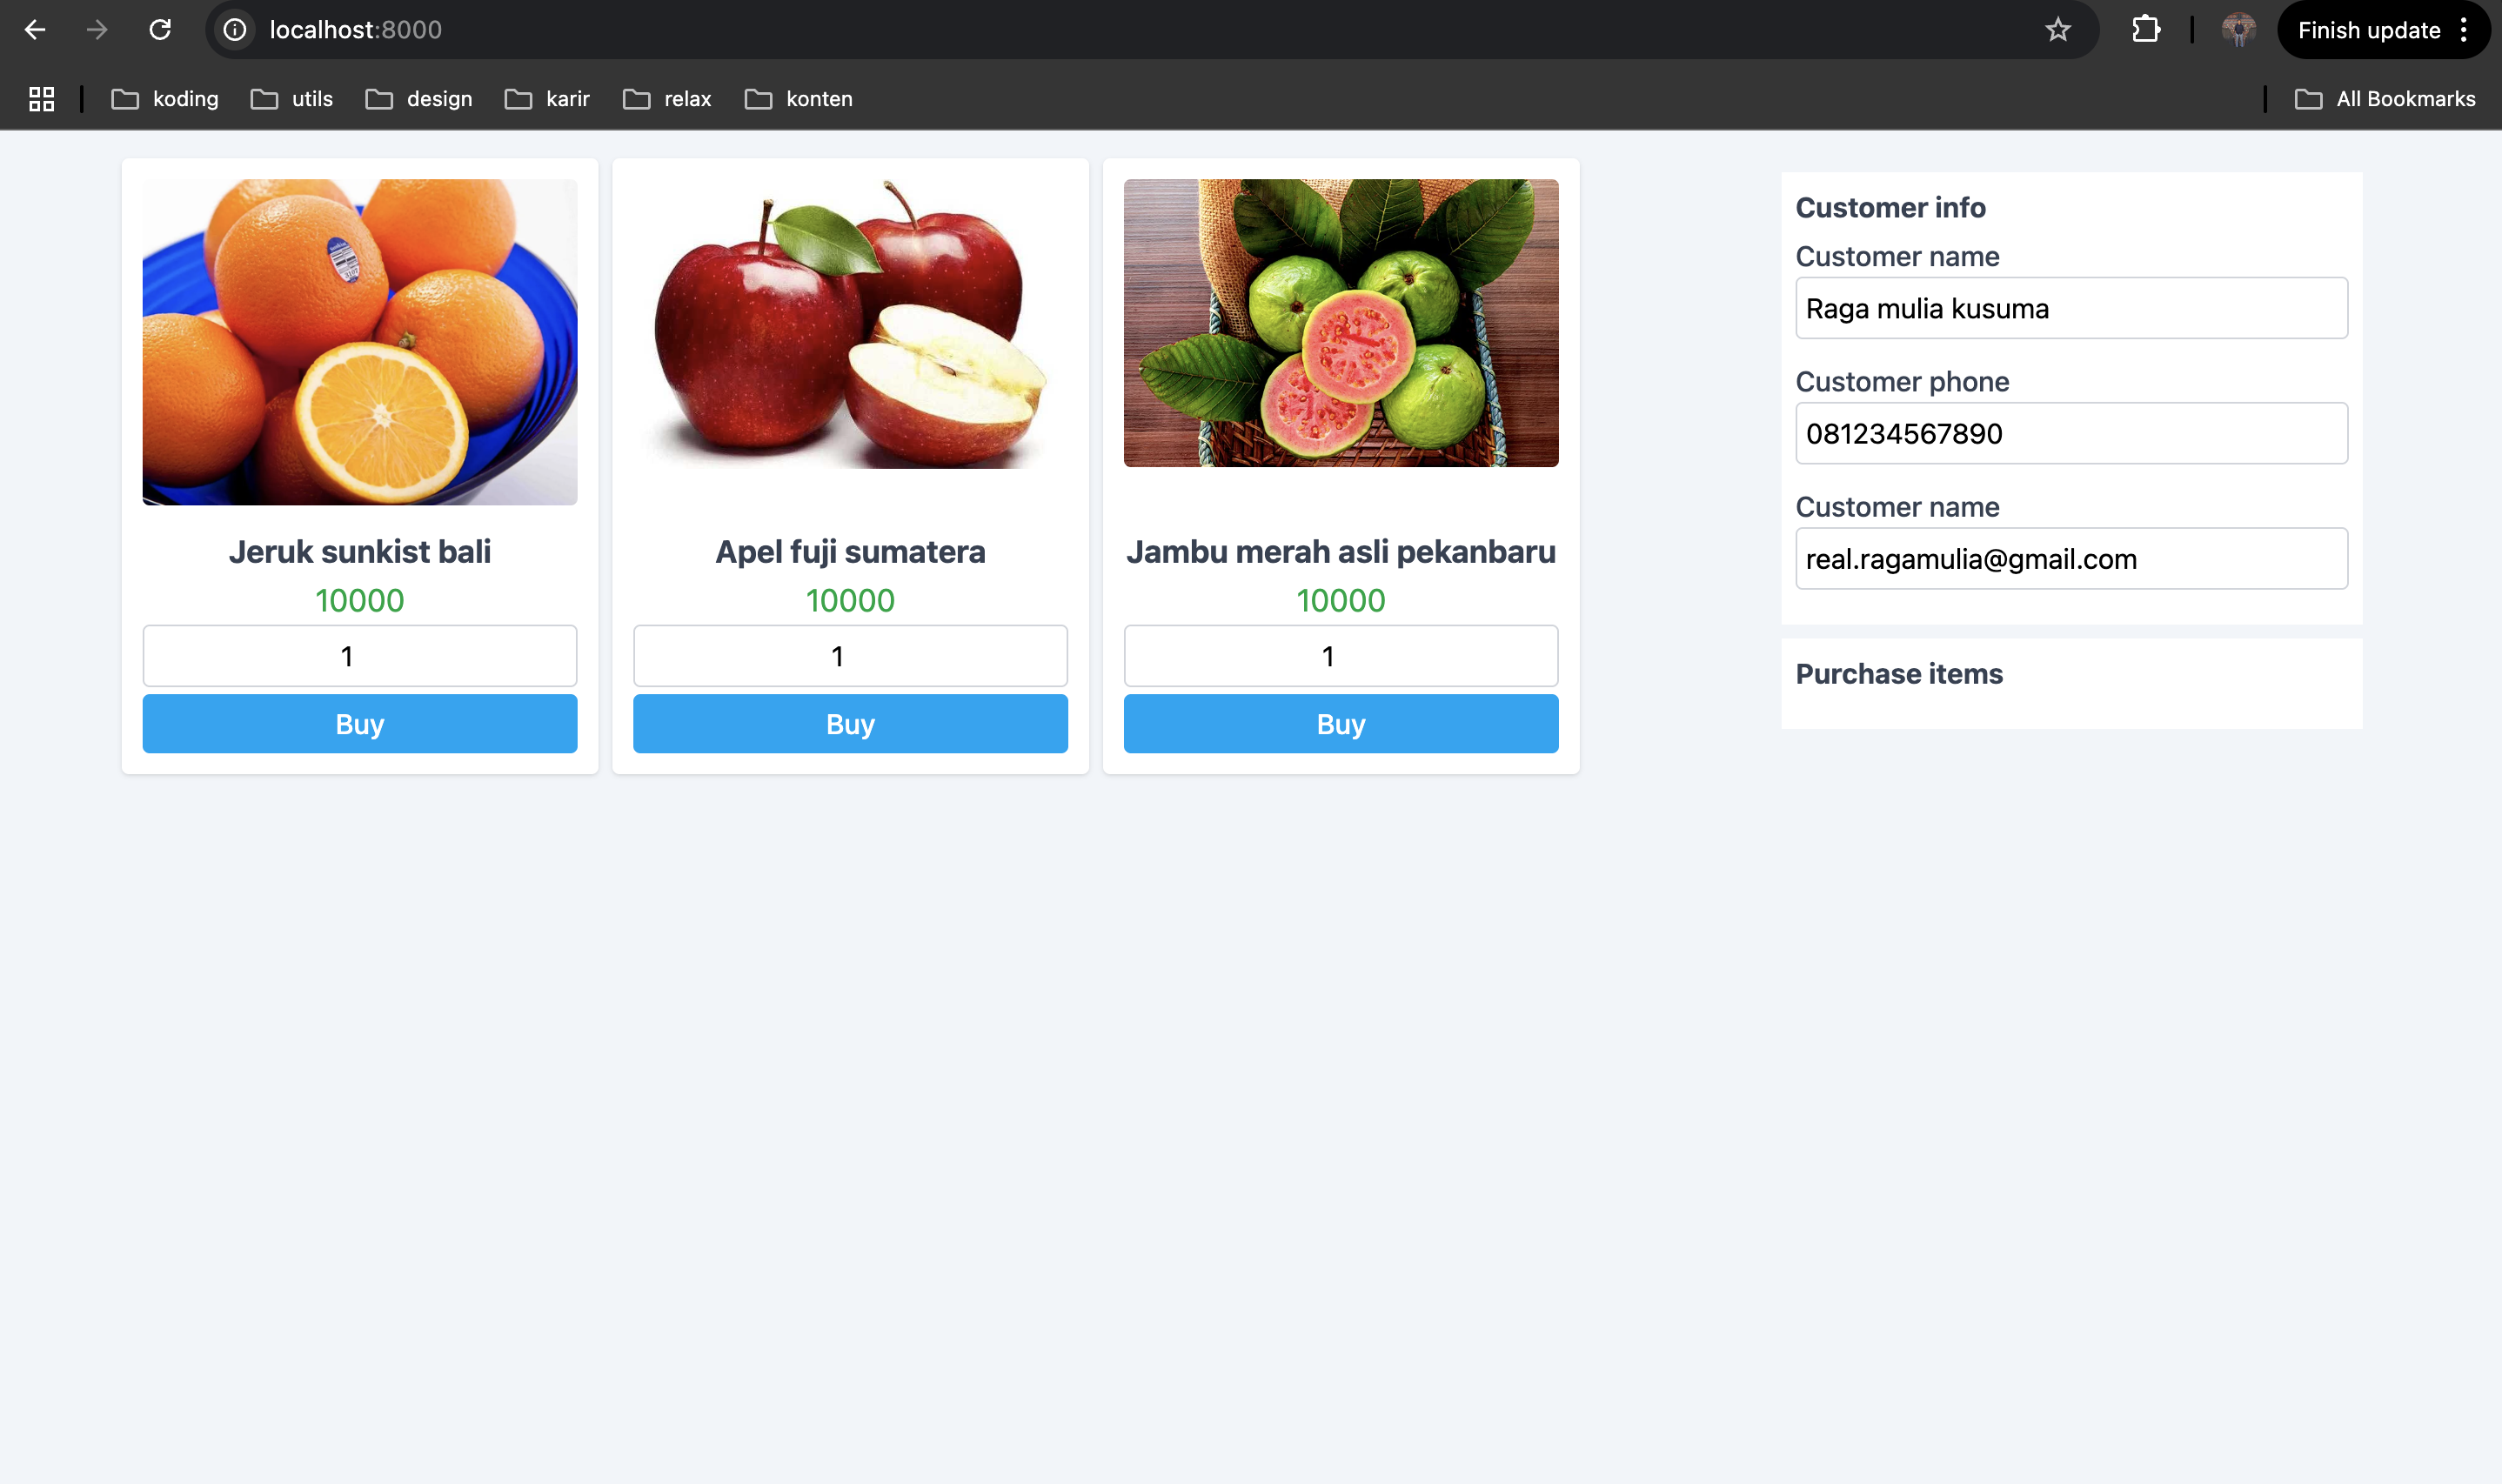 localhost:8000
Finish update
koding
utils
design
karir
relax
konten
All Bookmarks
Jeruk sunkist bali
10000
1
Buy
Apel fuji sumatera
10000
1
Buy
Jambu merah asli pekanbaru
10000
1
Buy
Customer info
Customer name
Raga mulia kusuma
Customer phone
081234567890
Customer name
real.ragamulia@gmail.com
Purchase items